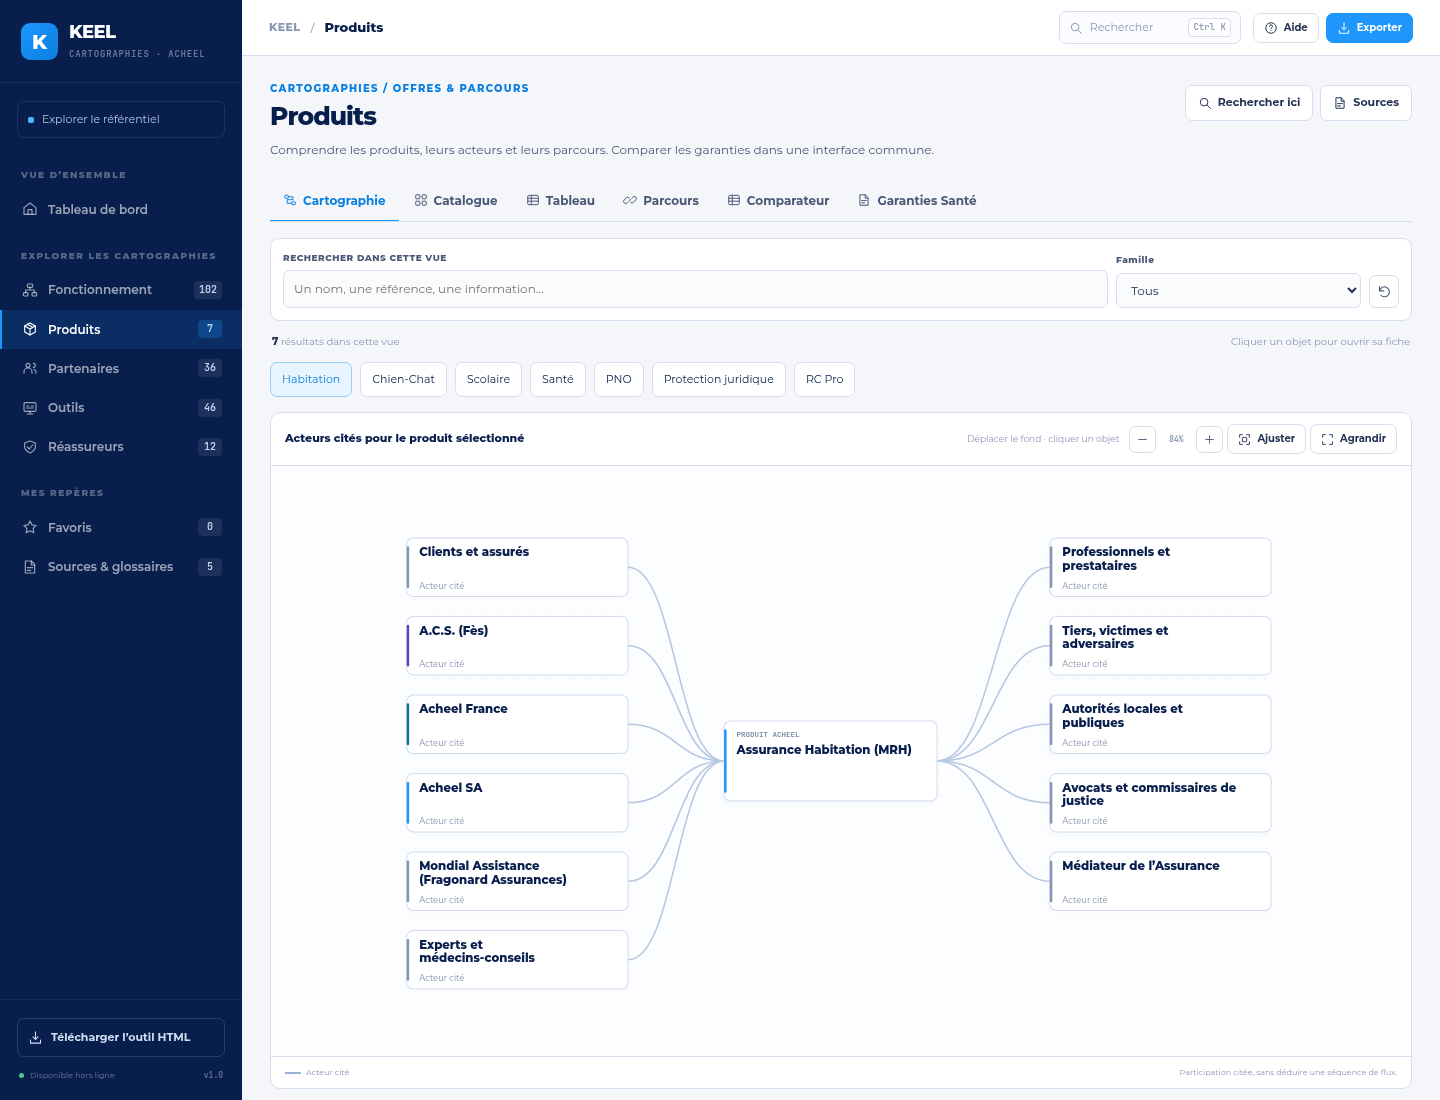 K
KEEL
CARTOGRAPHIES · ACHEEL
Explorer le référentiel
VUE D'ENSEMBLE
Tableau de bord
EXPLORER LES CARTOGRAPHIES
Fonctionnement 102
Produits 7
Partenaires 36
Outils 46
Réassureurs 12
MES REPÈRES
Favoris 0
Sources & glossaires 5
Télécharger l'outil HTML
Disponible hors ligne v1.0
KEEL / Produits
Rechercher Ctrl K
Aide
Exporter
CARTOGRAPHIES / OFFRES & PARCOURS
Produits
Comprendre les produits, leurs acteurs et leurs parcours. Comparer les garanties dans une interface commune.
Rechercher ici
Sources
Cartographie
Catalogue
Tableau
Parcours
Comparateur
Garanties Santé
RECHERCHER DANS CETTE VUE
Un nom, une référence, une information...
Famille
Tous
7 résultats dans cette vue
Cliquer un objet pour ouvrir sa fiche
Habitation
Chien-Chat
Scolaire
Santé
PNO
Protection juridique
RC Pro
Acteurs cités pour le produit sélectionné
Déplacer le fond · cliquer un objet
−
84%
+
Ajuster
Agrandir
Clients et assurés
Acteur cité
A.C.S. (Fès)
Acteur cité
Acheel France
Acteur cité
Acheel SA
Acteur cité
Mondial Assistance
(Fragonard Assurances)
Acteur cité
Experts et
médecins-conseils
Acteur cité
PRODUIT ACHEEL
Assurance Habitation (MRH)
Professionnels et
prestataires
Acteur cité
Tiers, victimes et
adversaires
Acteur cité
Autorités locales et
publiques
Acteur cité
Avocats et commissaires de
justice
Acteur cité
Médiateur de l'Assurance
Acteur cité
Acteur cité
Participation citée, sans déduire une séquence de flux.